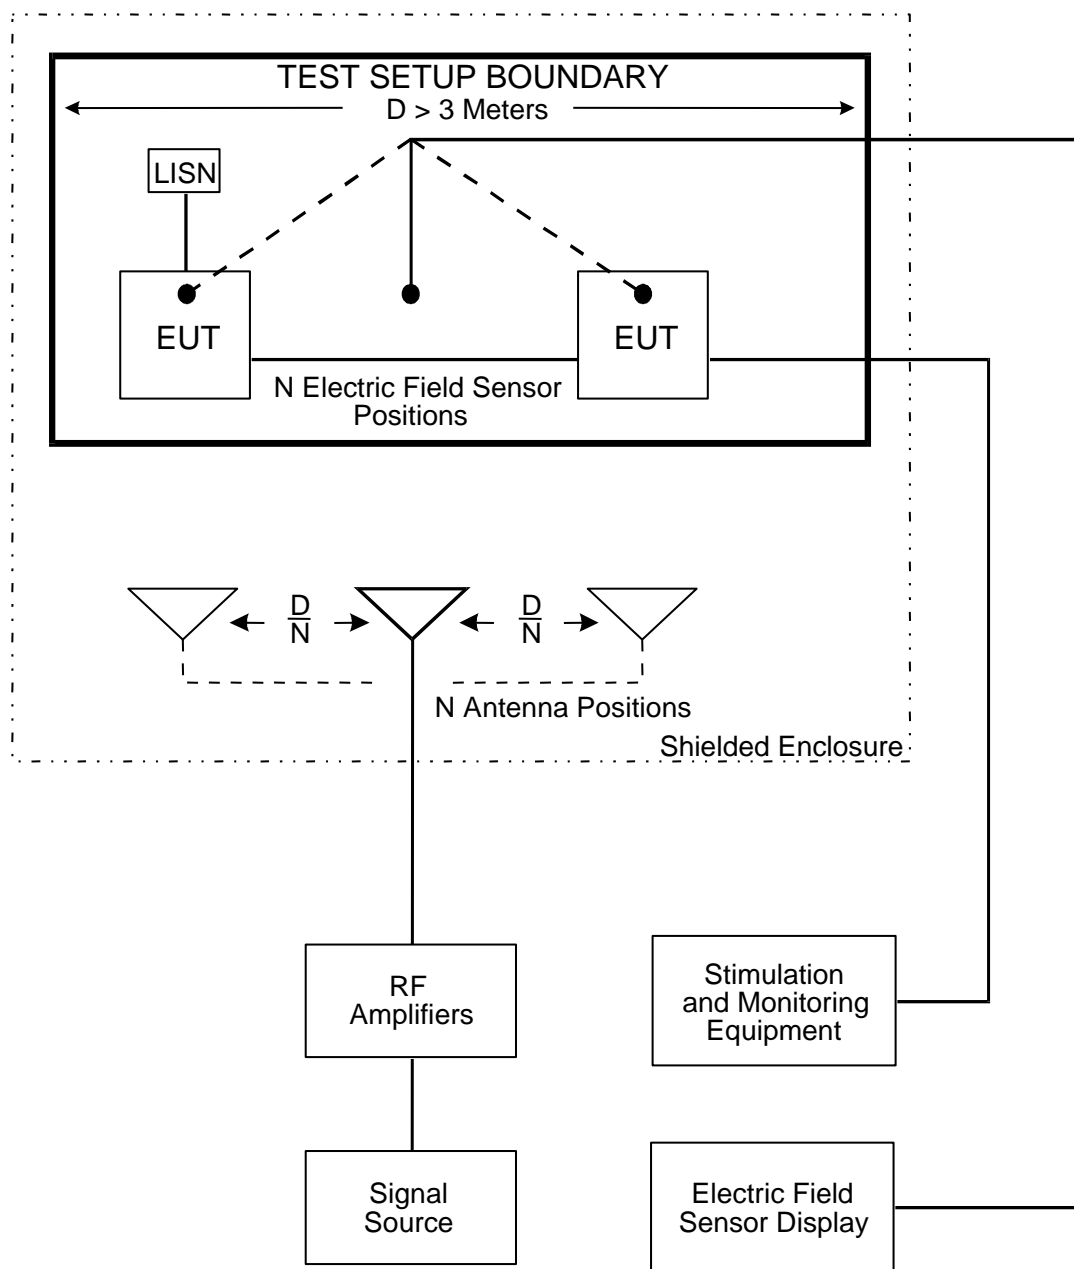 TEST SETUP BOUNDARY
D > 3 Meters
LISN
EUT
EUT
N Electric Field Sensor
Positions
D
N
D
N
N Antenna Positions
Shielded Enclosure
RF
Amplifiers
Stimulation
and Monitoring
Equipment
Signal
Source
Electric Field
Sensor Display